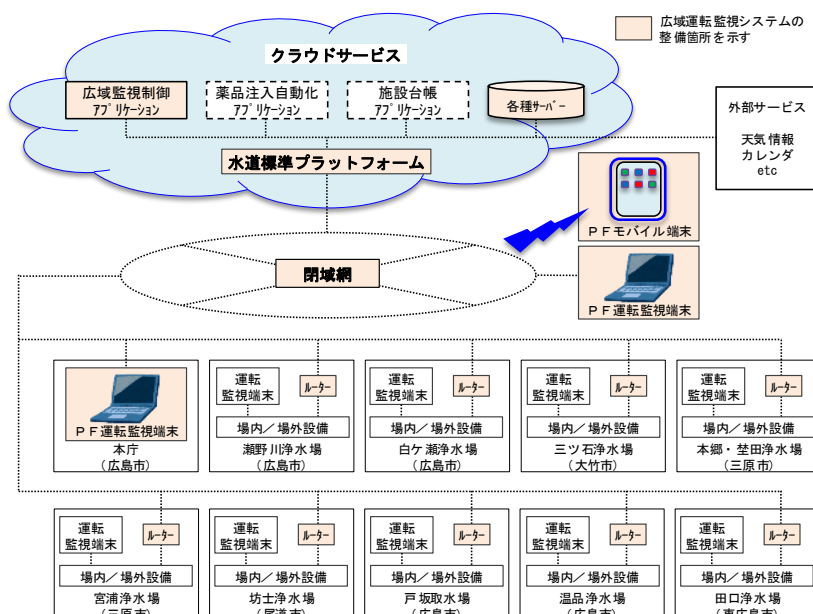 広域運転監視システムの
整備箇所を示す
クラウドサービス
広域監視制御
アプリケーション
薬品注入自動化
アプリケーション
施設台帳
アプリケーション
各種サーバー
外部サービス
天気情報
カレンダ
etc
水道標準プラットフォーム
ＰＦモバイル端末
閉域網
ＰＦ運転監視端末
ＰＦ運転監視端末
本庁
（広島市）
運転
監視端末
ルーター
場内／場外設備
瀬野川浄水場
（広島市）
運転
監視端末
ルーター
場内／場外設備
白ケ瀬浄水場
（広島市）
運転
監視端末
ルーター
場内／場外設備
三ツ石浄水場
（大竹市）
運転
監視端末
ルーター
場内／場外設備
本郷・埜田浄水場
（三原市）
運転
監視端末
ルーター
場内／場外設備
宮浦浄水場
（三原市）
運転
監視端末
ルーター
場内／場外設備
坊士浄水場
（尾道市）
運転
監視端末
ルーター
場内／場外設備
戸坂取水場
（広島市）
運転
監視端末
ルーター
場内／場外設備
温品浄水場
（広島市）
運転
監視端末
ルーター
場内／場外設備
田口浄水場
（東広島市）